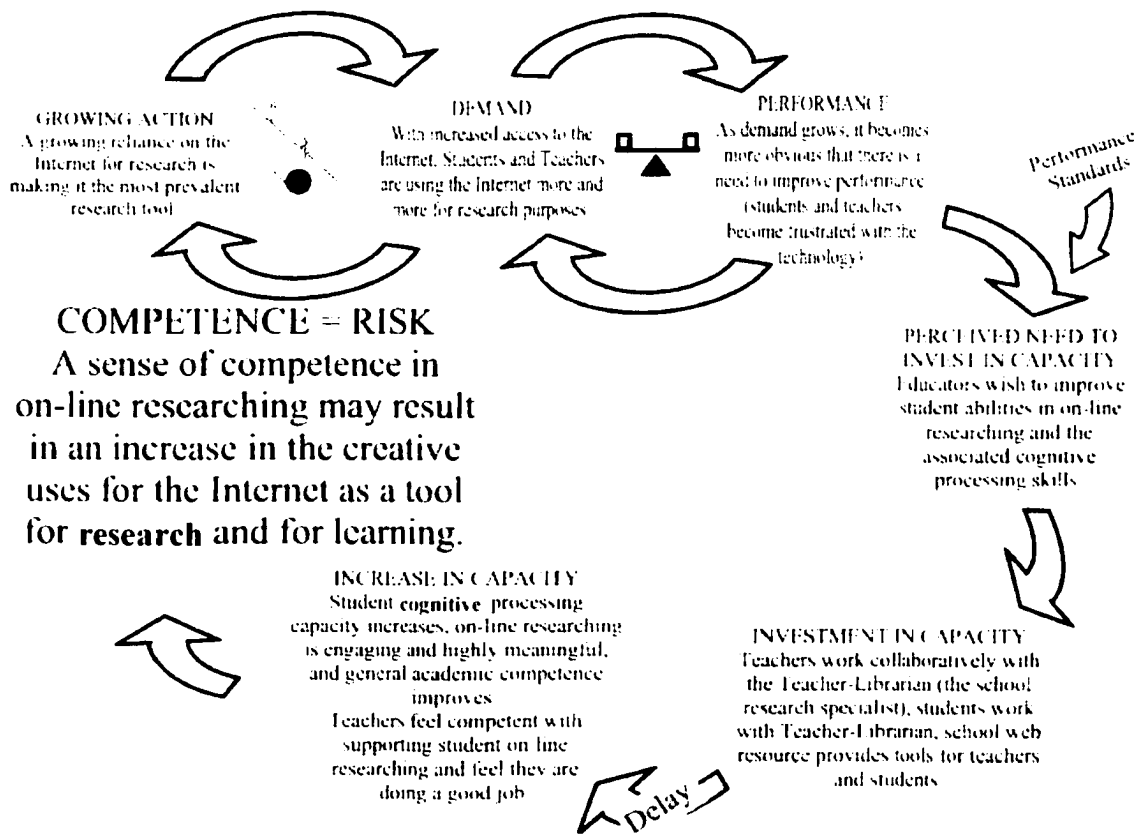 GROWING ACTION
A growing reliance on the
Internet for research is
making it the most prevalent
research tool
DEMAND
With increased access to the
Internet, Students and Teachers
are using the Internet more and
more for research purposes
PERFORMANCE
As demand grows, it becomes
more obvious that there is a
need to improve performance
(students and teachers
become frustrated with the
technology)
Performance
Standards
PERCEIVED NEED TO
INVEST IN CAPACITY
Educators wish to improve
student abilities in on-line
researching and the
associated cognitive
processing skills
INVESTMENT IN CAPACITY
Teachers work collaboratively with
the Teacher-Librarian (the school
research specialist), students work
with Teacher-Librarian, school web
resource provides tools for teachers
and students
Delay
INCREASE IN CAPACITY
Student cognitive processing
capacity increases, on-line researching
is engaging and highly meaningful,
and general academic competence
improves
Teachers feel competent with
supporting student on line
researching and feel they are
doing a good job
COMPETENCE = RISK
A sense of competence in
on-line researching may result
in an increase in the creative
uses for the Internet as a tool
for research and for learning.